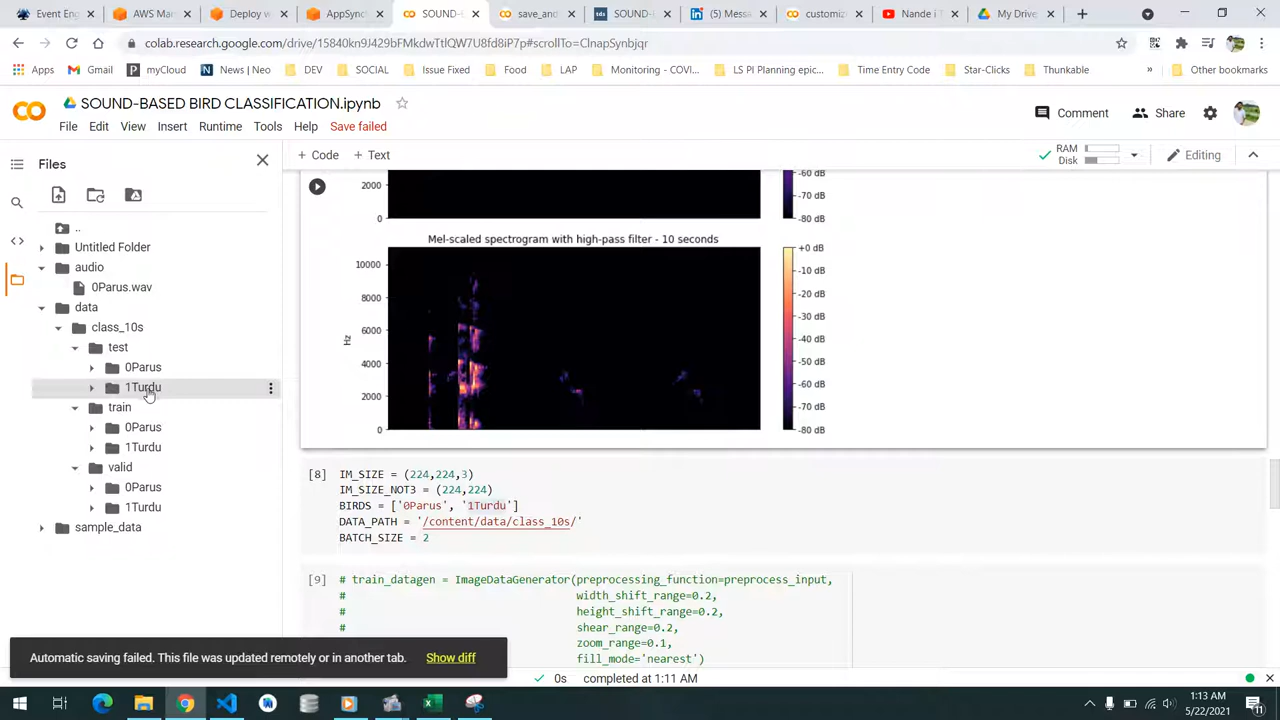 Event Eng
AWS Mar
Deploy w
AppSync
SOUND-
save_and
tds
SOUND-
(5) Messa
customiz
Nande i T
My Drive
colab.research.google.com/drive/15840kn9J429bFMkdwTtlQW7U8fd8iP7p#scrollTo=ClnapSynbjqr
Apps
Gmail
myCloud
News | Neo
DEV
SOCIAL
Issue Fixed
Food
LAP
Monitoring - COVI...
LS PI Planning epic...
Time Entry Code
Star-Clicks
Thunkable
»
Other bookmarks
SOUND-BASED BIRD CLASSIFICATION.ipynb
Comment
Share
File Edit View Insert Runtime Tools Help Save failed
Files
+ Code + Text
RAM
Disk
Editing
..
Untitled Folder
audio
0Parus.wav
data
class_10s
test
0Parus
1Turdu
train
0Parus
1Turdu
valid
0Parus
1Turdu
sample_data
2000
0
-60 dB
-70 dB
-80 dB
Mel-scaled spectrogram with high-pass filter - 10 seconds
10000
8000
6000
4000
2000
0
Hz
+0 dB
-10 dB
-20 dB
-30 dB
-40 dB
-50 dB
-60 dB
-70 dB
-80 dB
[8] IM_SIZE = (224,224,3)
IM_SIZE_NOT3 = (224,224)
BIRDS = ['0Parus', '1Turdu']
DATA_PATH = '/content/data/class_10s/'
BATCH_SIZE = 2
[9] # train_datagen = ImageDataGenerator(preprocessing_function=preprocess_input,
# width_shift_range=0.2,
# height_shift_range=0.2,
# shear_range=0.2,
zoom_range=0.1,
fill_mode='nearest')
Automatic saving failed. This file was updated remotely or in another tab. Show diff
0s completed at 1:11 AM
1:13 AM
5/22/2021
11